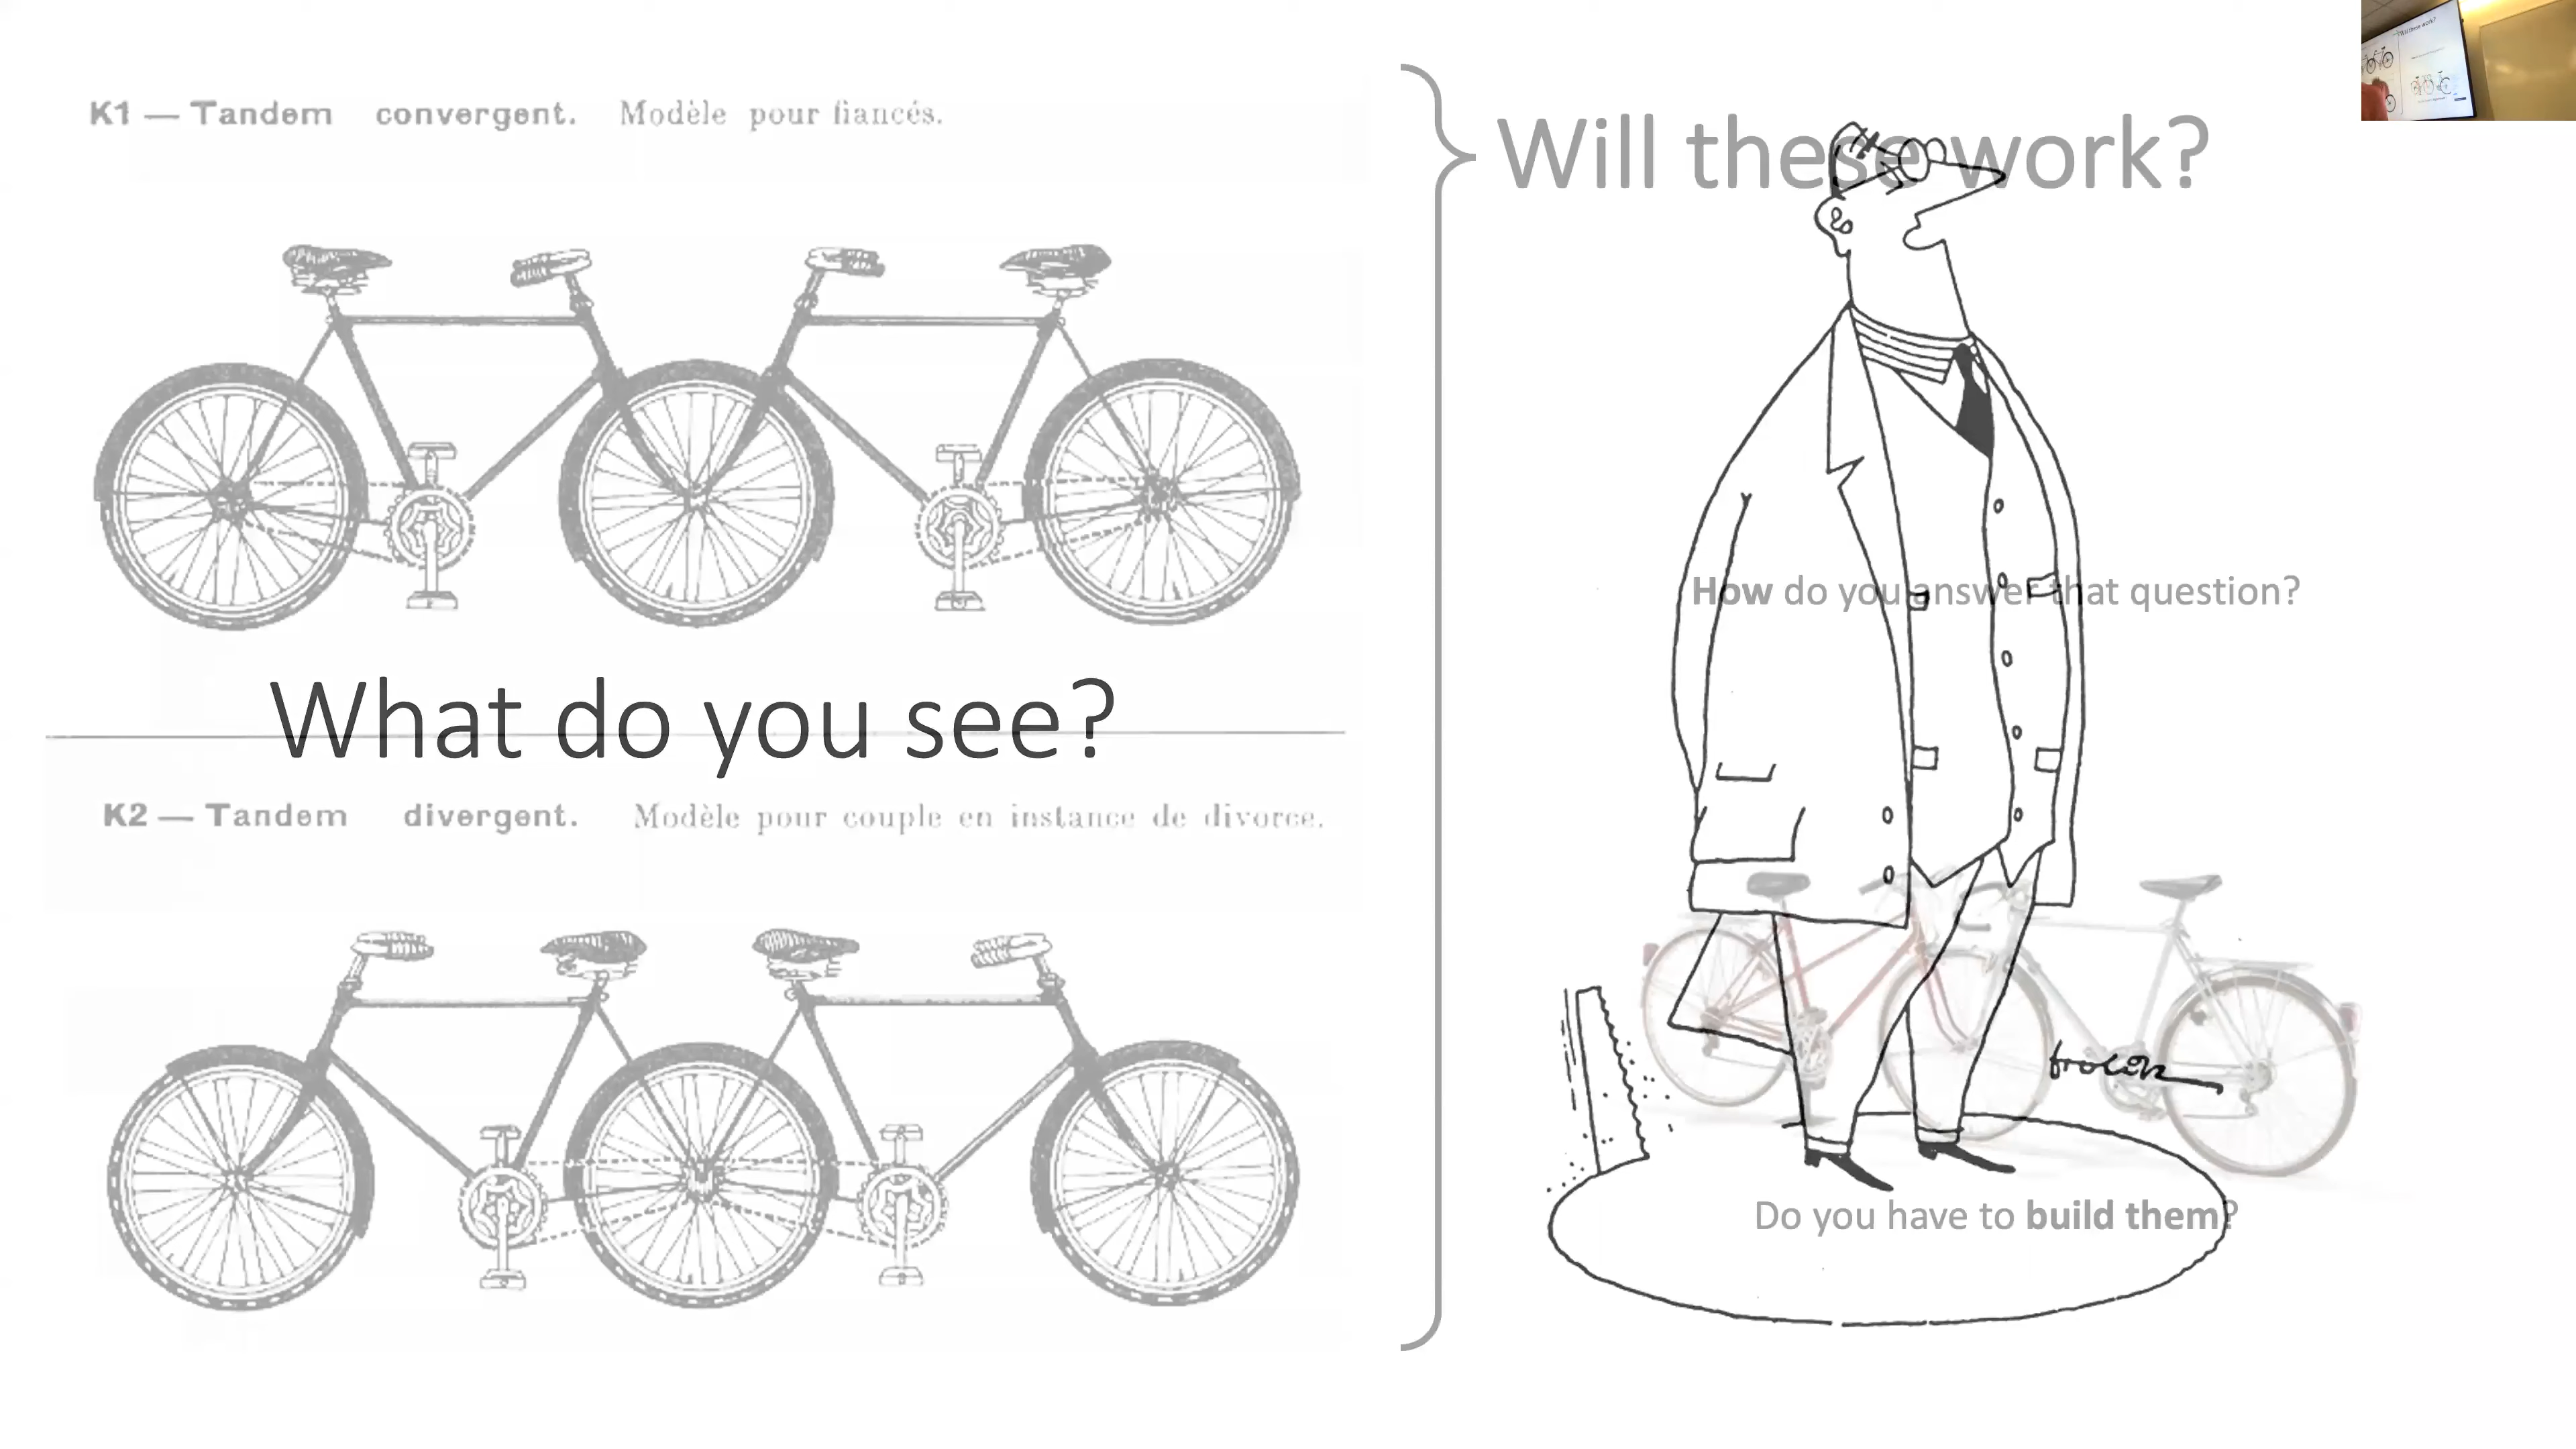 K1 — Tandem convergent. Modèle pour fiancés.
What do you see?
K2 — Tandem divergent. Modèle pour couple en instance de divorce.
Will these work?
How do you answer that question?
Do you have to build them?